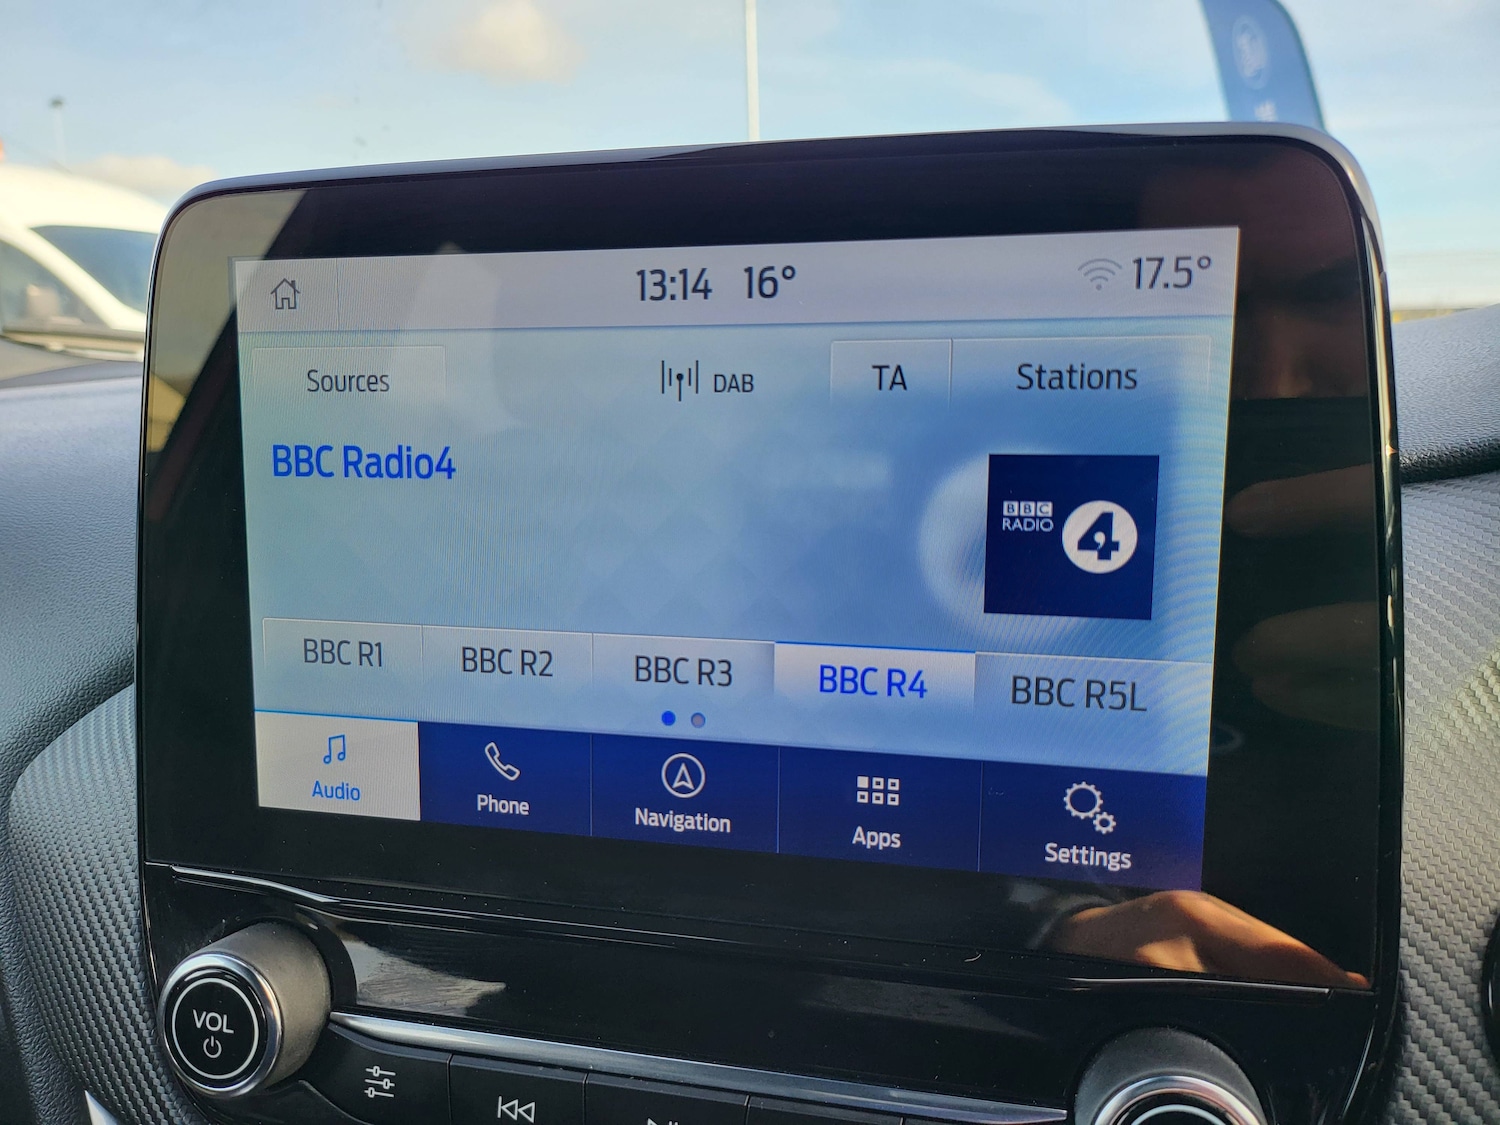 13:14 16° 17.5°
Sources DAB TA Stations
BBC Radio4
BBC
RADIO 4
BBC R1 BBC R2 BBC R3 BBC R4 BBC R5L
Audio Phone Navigation Apps Settings
VOL